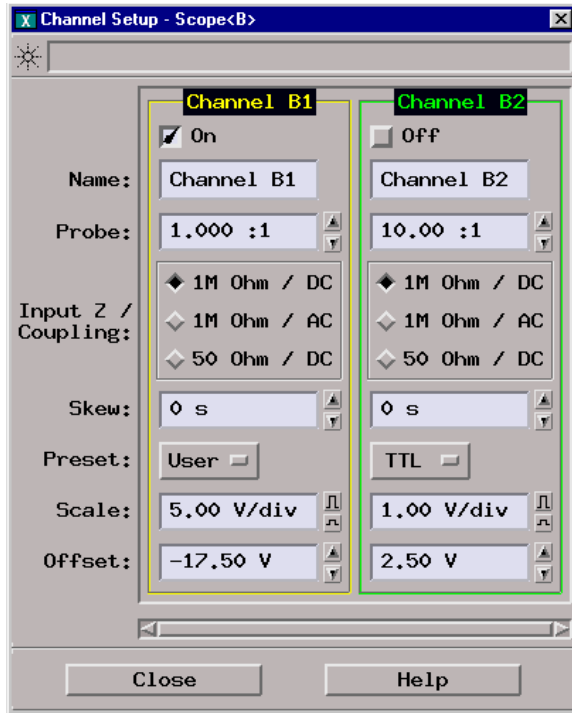 X Channel Setup - Scope<B>
Channel B1 Channel B2
On Off
Name: Channel B1 Channel B2
Probe: 1.000 :1 10.00 :1
1M Ohm / DC 1M Ohm / DC
Input Z / Coupling: 1M Ohm / AC 1M Ohm / AC
50 Ohm / DC 50 Ohm / DC
Skew: 0 s 0 s
Preset: User TTL
Scale: 5.00 V/div 1.00 V/div
Offset: -17.50 V 2.50 V
Close Help